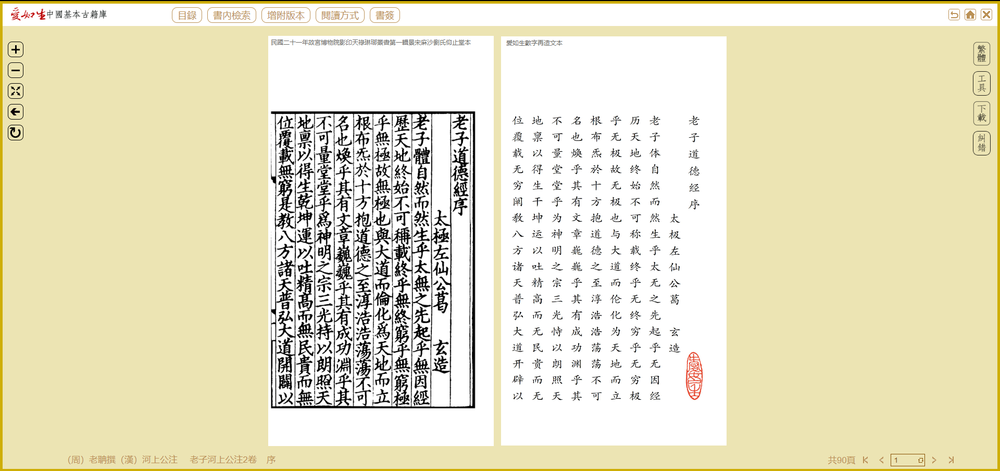 愛如生中國基本古籍庫
目錄
書內檢索
增附版本
閱讀方式
書簽
民國二十一年故宮博物院影印天祿琳瑯叢書第一輯景宋麻沙劉氏仰止堂本
老子道德經序
太極左仙公葛 玄造
老子體自然而然生乎太無之先起乎無因經
歷天地終始不可稱載終乎無終窮乎無窮極
乎無極故無極也與大道而倫化爲天地而立
根布炁於十方抱道德之至淳浩浩蕩蕩不可
名也煥乎其有文章巍巍乎其有成功淵乎其
不可量堂堂乎爲神明之宗三光持以朗照天
地稟以得生乾坤運以吐精高而無民貴而無
位覆載無窮是教八方諸天普弘大道開闢以
愛如生數字再造文本
老子道德经序
太极左仙公葛 玄造
老子体自然而然生乎太无之先起乎无因经
历天地终始不可称载终乎无终穷乎无穷极
乎无极故无极也与大道而伦化为天地而立
根布炁於十方抱道德之至淳浩浩荡荡不可
名也焕乎其有文章巍巍乎其有成功渊乎其
不可量堂堂乎为神明之宗三光恃以朗照天
地禀以得生干坤运以吐精高而无民贵而无
位覆载无穷阐教八方诸天普弘大道开辟以
繁體
工具
下載
糾錯
（周）老聃撰（漢）河上公注 老子河上公注2卷 序
共90頁
1